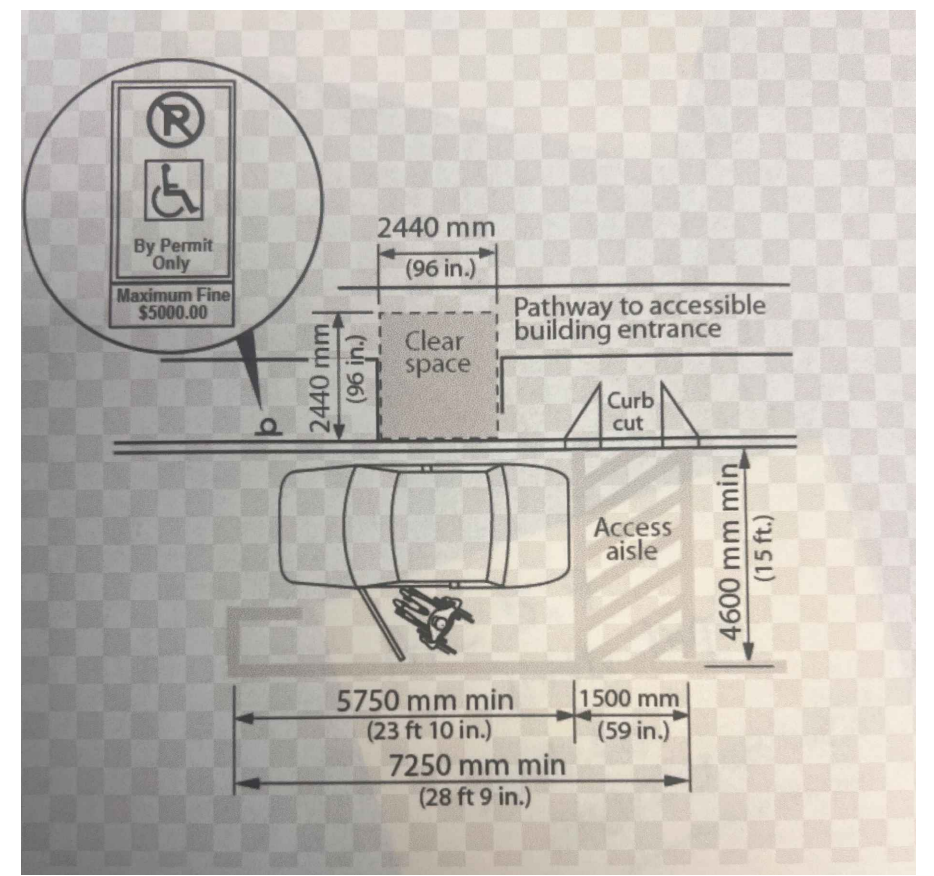 P
By Permit
Only
Maximum Fine
$5000.00
2440 mm
(96 in.)
Pathway to accessible
building entrance
2440 mm
(96 in.)
Clear
space
Curb
cut
Access
aisle
4600 mm min
(15 ft.)
5750 mm min
(23 ft 10 in.)
1500 mm
(59 in.)
7250 mm min
(28 ft 9 in.)